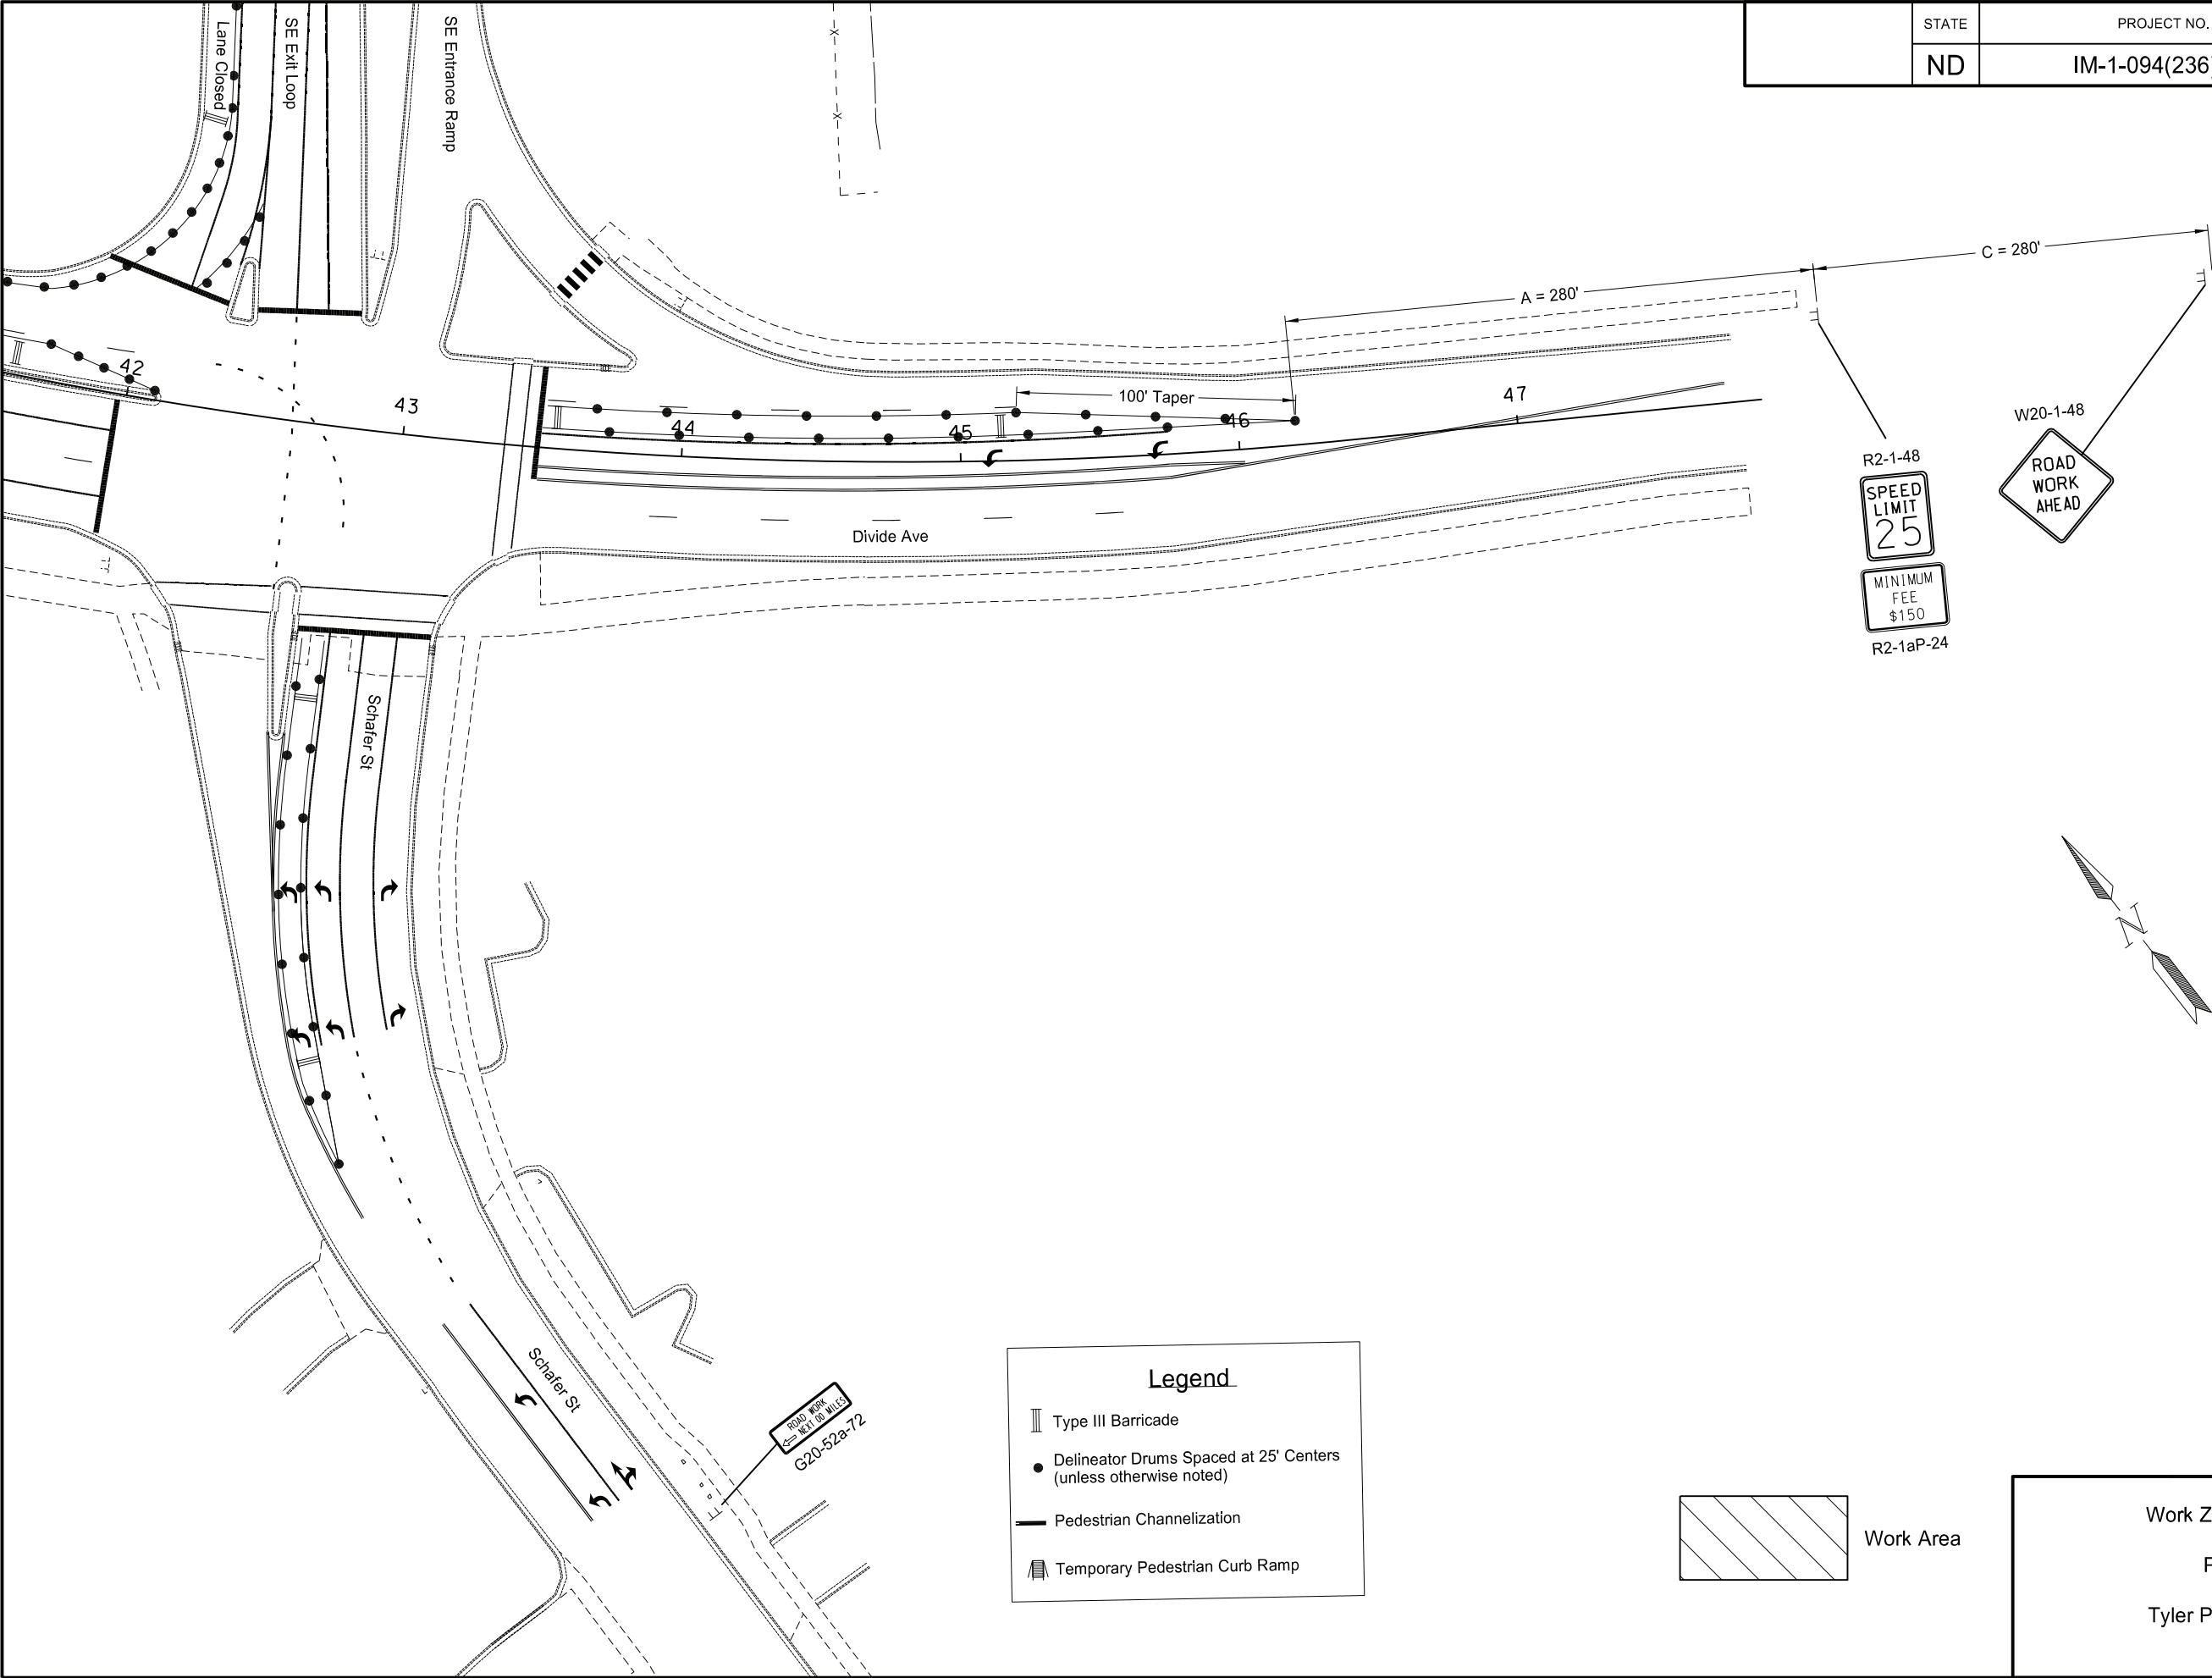 STATE
PROJECT NO.
ND
IM-1-094(236
Lane Closed
SE Exit Loop
SE Entrance Ramp
C = 280'
A = 280'
100' Taper
42
43
44
45
46
47
Divide Ave
R2-1-48
SPEED
LIMIT
25
MINIMUM
FEE
$150
R2-1aP-24
W20-1-48
ROAD
WORK
AHEAD
Schafer St
N
Schafer St
ROAD WORK
NEXT 00 MILES
G20-52a-72
Legend
Type III Barricade
Delineator Drums Spaced at 25' Centers
(unless otherwise noted)
Pedestrian Channelization
Temporary Pedestrian Curb Ramp
Work Area
Work Z
Tyler P